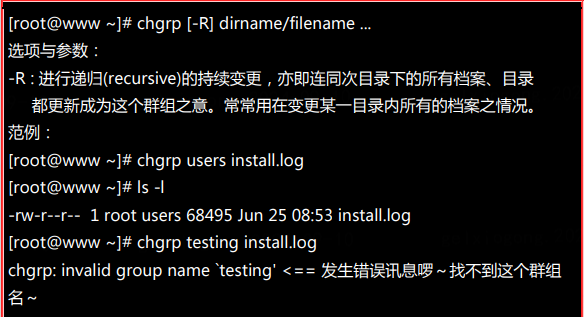 [root@www ~]# chgrp [-R] dirname/filename ...
选项与参数：
-R : 进行递归(recursive)的持续变更，亦即连同次目录下的所有档案、目录
都更新成为这个群组之意。常常用在变更某一目录内所有的档案之情况。
范例：
[root@www ~]# chgrp users install.log
[root@www ~]# ls -l
-rw-r--r--  1 root users 68495 Jun 25 08:53 install.log
[root@www ~]# chgrp testing install.log
chgrp: invalid group name `testing' <== 发生错误讯息啰～找不到这个群组
名～